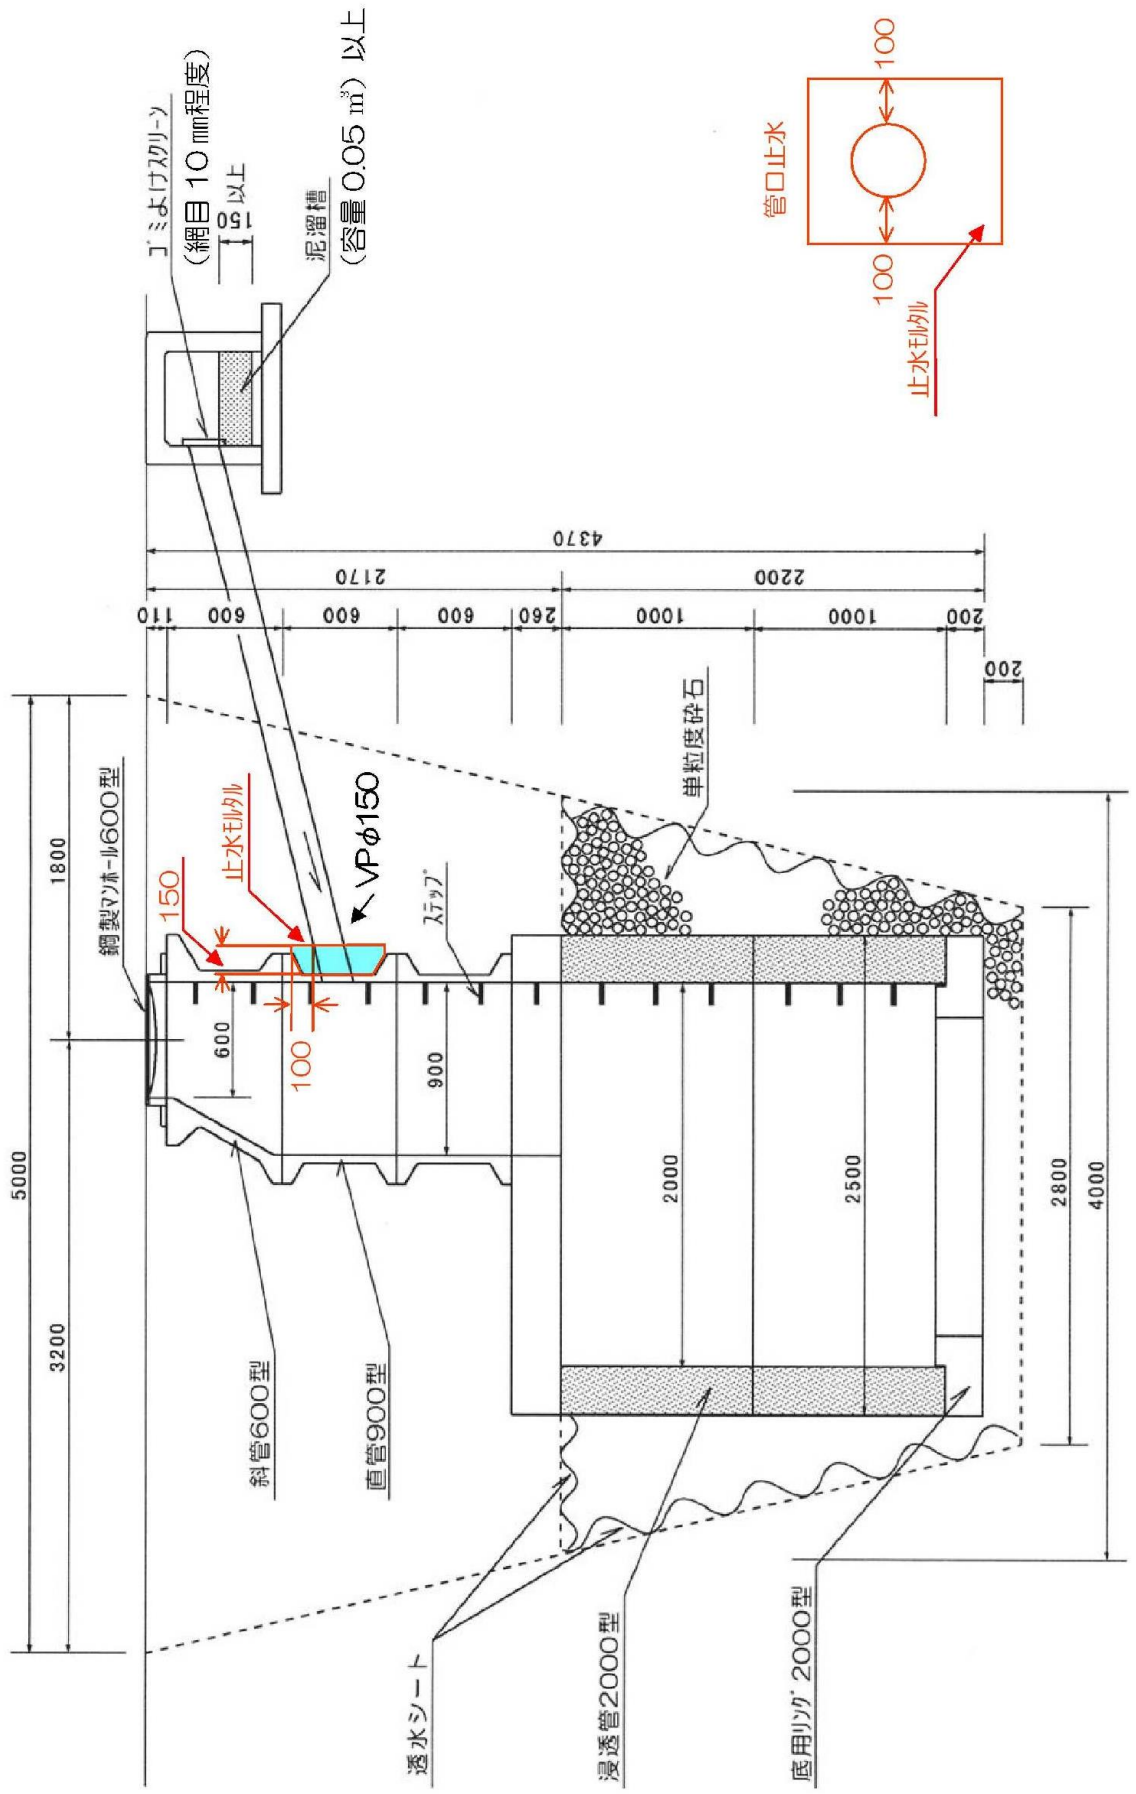 5000
3200
1800
鋼製マンホール600型
150
止水モルタル
VPφ150
ステップ
単粒度砕石
100
600
900
2000
2500
2800
4000
斜管600型
直管900型
透水シート
浸透管2000型
底用リング2000型
110
600
600
600
260
1000
1000
200
200
2170
2200
4370
ゴミよけスクリーン
(網目10㎜程度)
150
以上
泥溜槽
(容量0.05㎥)以上
管口止水
100
100
止水モルタル